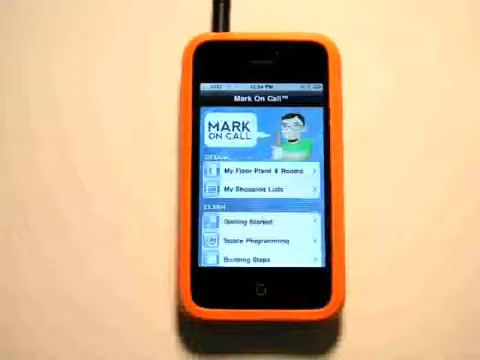 12:54 PM
Mark On Call™
MARK
ON CALL
DESIGN
My Floor Plans & Rooms
My Shopping Lists
LEARN
Getting Started
Space Programming
Building Steps